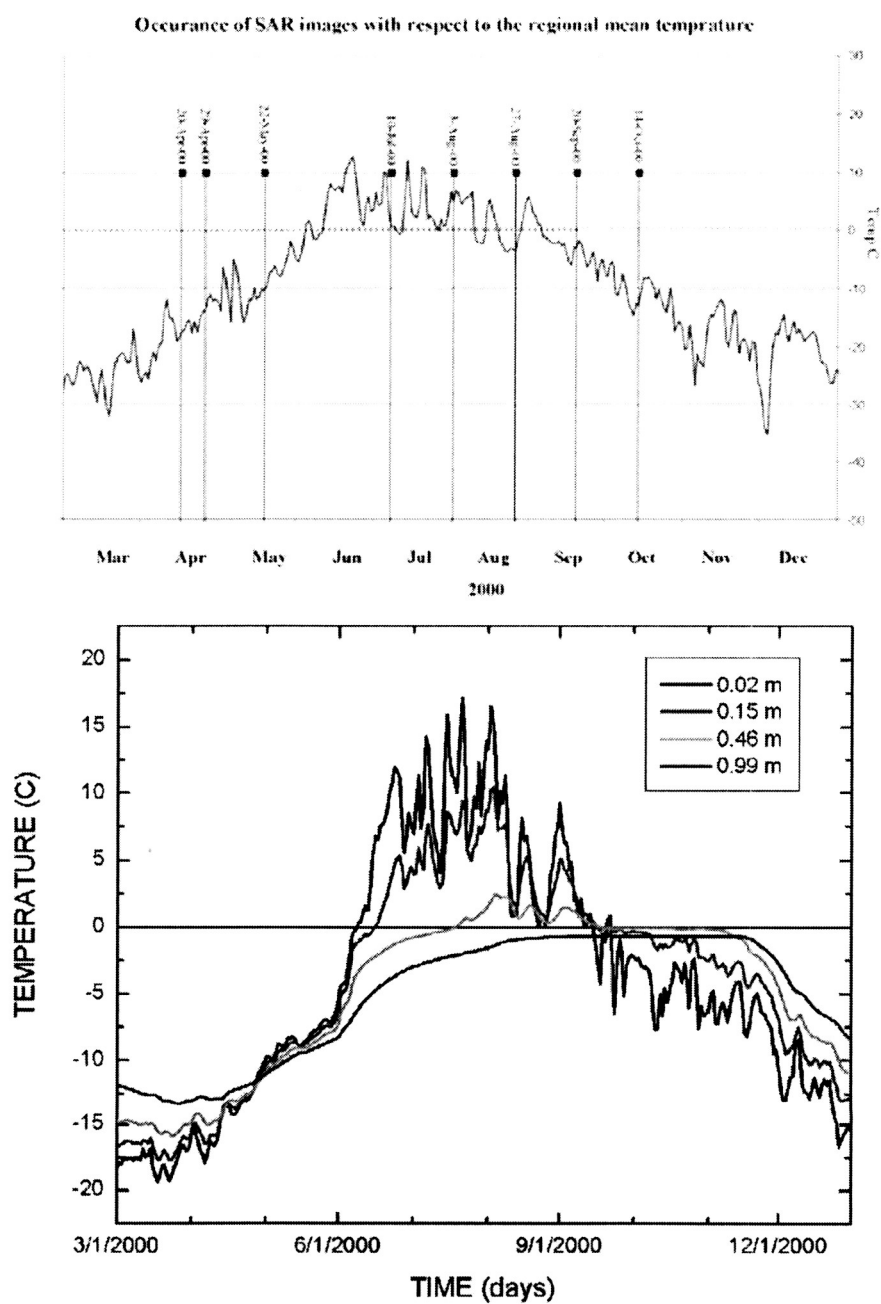 Occurance of SAR images with respect to the regional mean temprature
30
20
10
0
-10
-20
-30
-40
-50
Temp C
Mar Apr May Jun Jul Aug Sep Oct Nov Dec
2000
20
15
10
5
0
-5
-10
-15
-20
TEMPERATURE (C)
0.02 m
0.15 m
0.46 m
0.99 m
3/1/2000 6/1/2000 9/1/2000 12/1/2000
TIME (days)